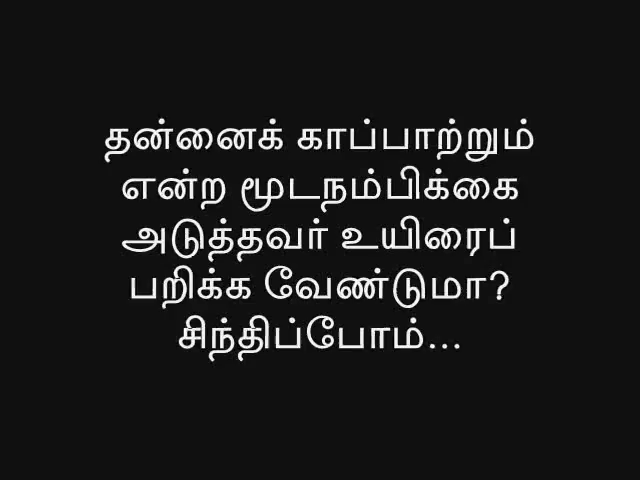 தன்னைக் காப்பாற்றும்
என்ற மூடநம்பிக்கை
அடுத்தவர் உயிரைப்
பறிக்க வேண்டுமா?
சிந்திப்போம்...